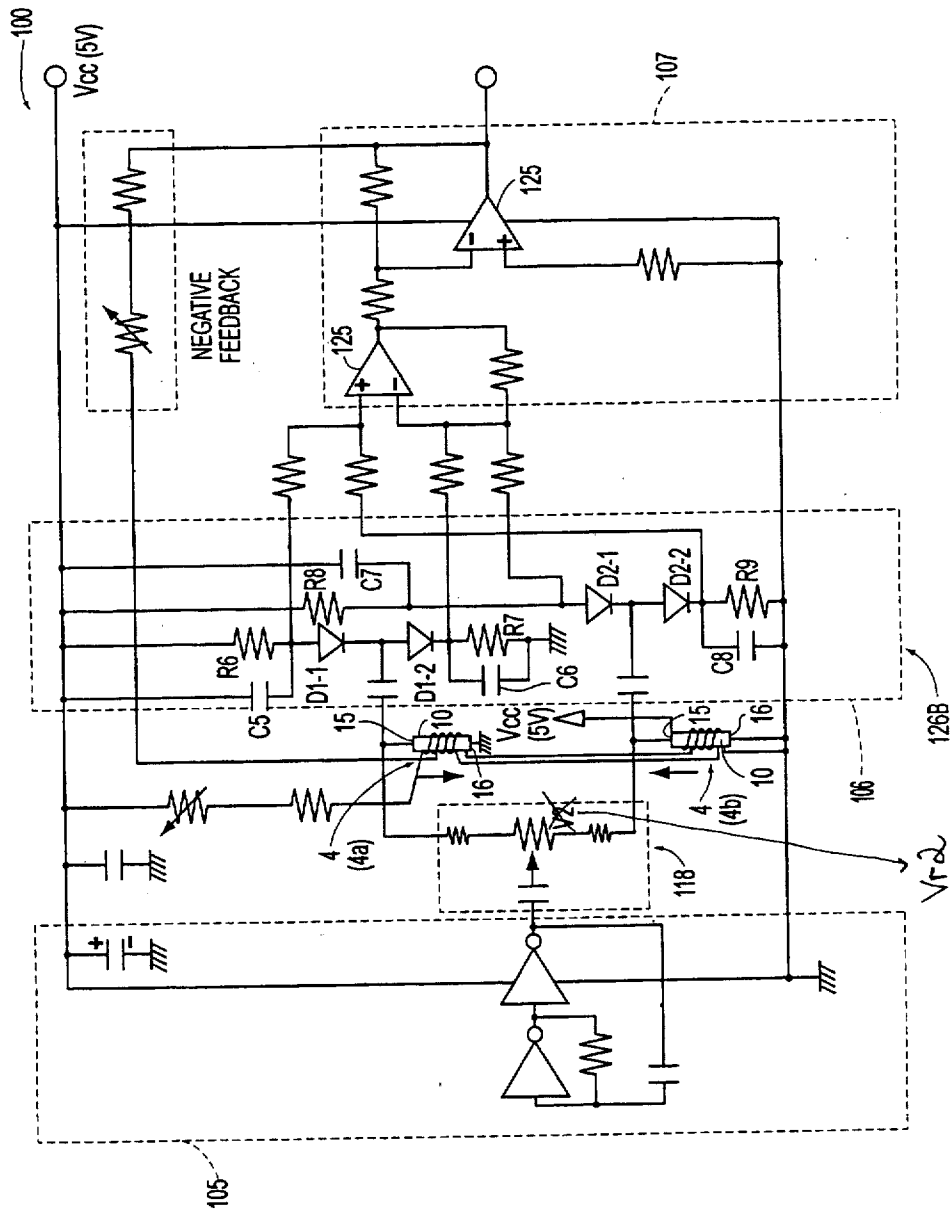 100
Vcc (5V)
107
NEGATIVE
FEEDBACK
125
125
+
−
−
+
R6
R8
C7
C5
D1-1
D1-2
R7
C6
D2-1
D2-2
R9
C8
126B
106
15
10
16
Vcc
(5V)
15
16
10
4
(4a)
4
(4b)
118
Vr2
+
−
105